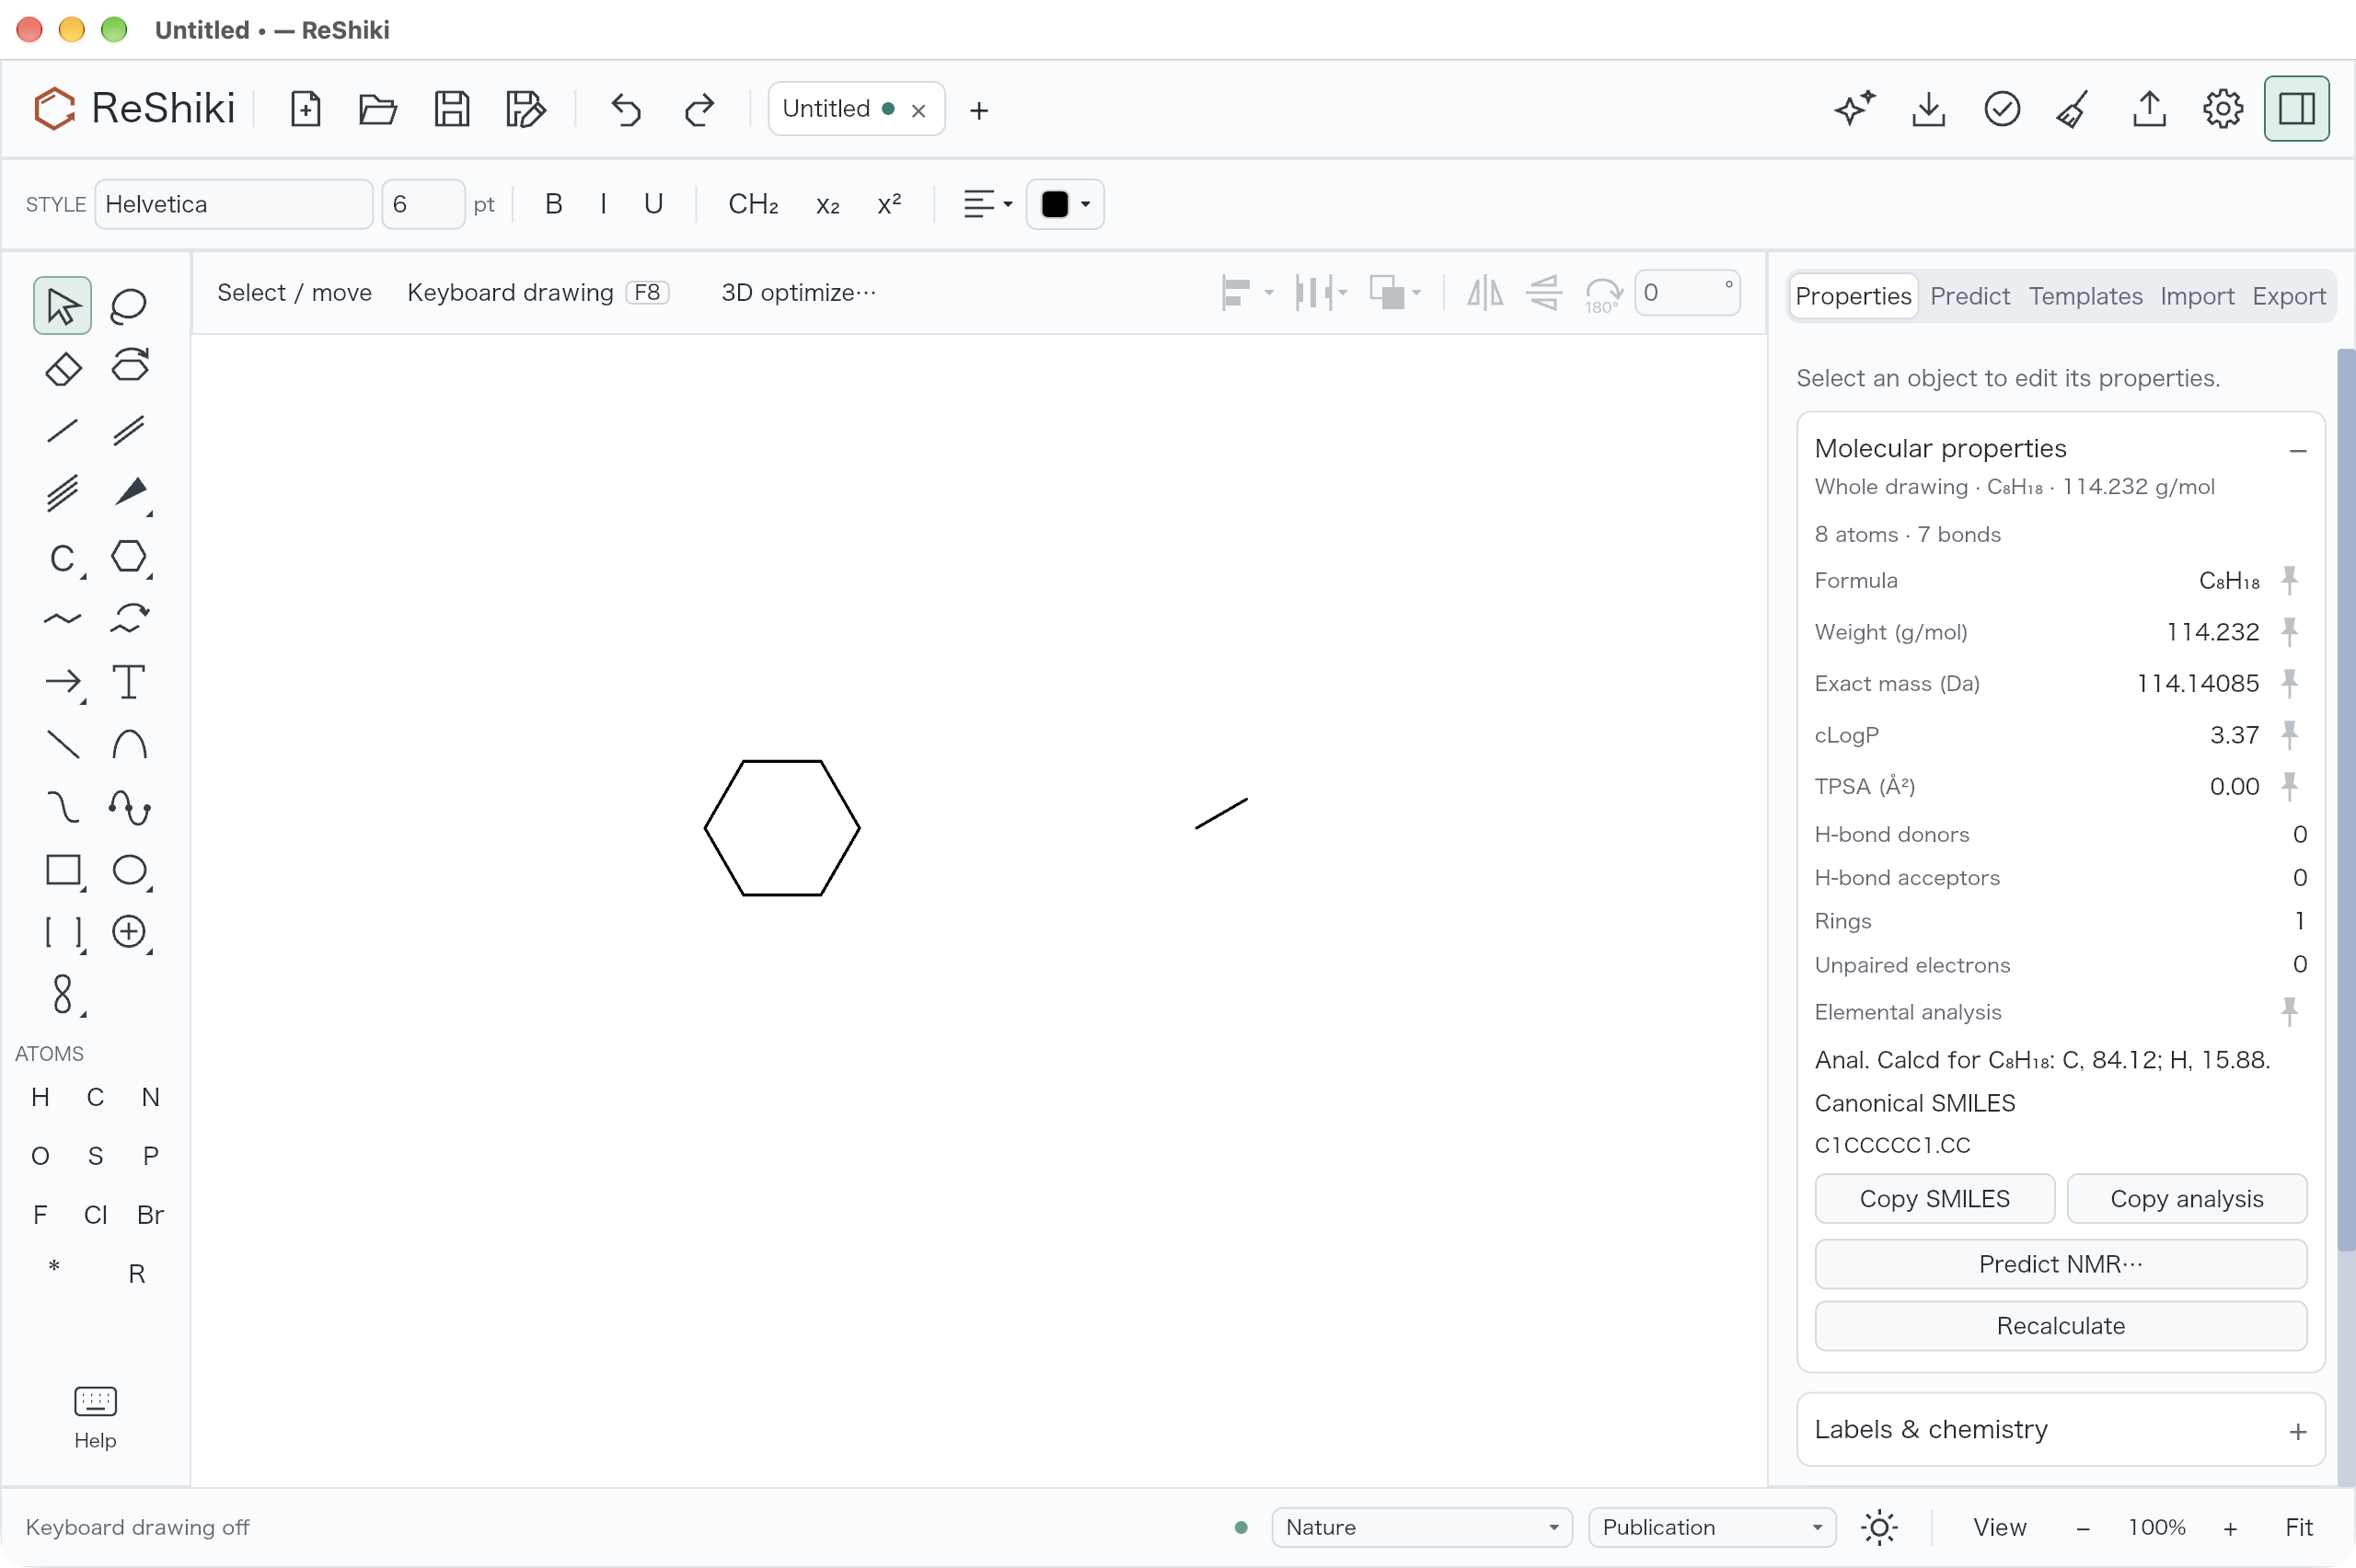 Untitled • — ReShiki
ReShiki
Untitled
STYLE Helvetica 6 pt B I U CH₂ x₂ x²
Select / move Keyboard drawing F8 3D optimize…
180° 0 °
Properties Predict Templates Import Export
Select an object to edit its properties.
Molecular properties –
Whole drawing · C₈H₁₈ · 114.232 g/mol
8 atoms · 7 bonds
Formula C₈H₁₈
Weight (g/mol) 114.232
Exact mass (Da) 114.14085
cLogP 3.37
TPSA (Å²) 0.00
H-bond donors 0
H-bond acceptors 0
Rings 1
Unpaired electrons 0
Elemental analysis
Anal. Calcd for C₈H₁₈: C, 84.12; H, 15.88.
Canonical SMILES
C1CCCCC1.CC
Copy SMILES Copy analysis
Predict NMR…
Recalculate
Labels & chemistry +
C
T
[ ]
ATOMS
H C N
O S P
F Cl Br
* R
Help
Keyboard drawing off
Nature Publication View – 100% + Fit